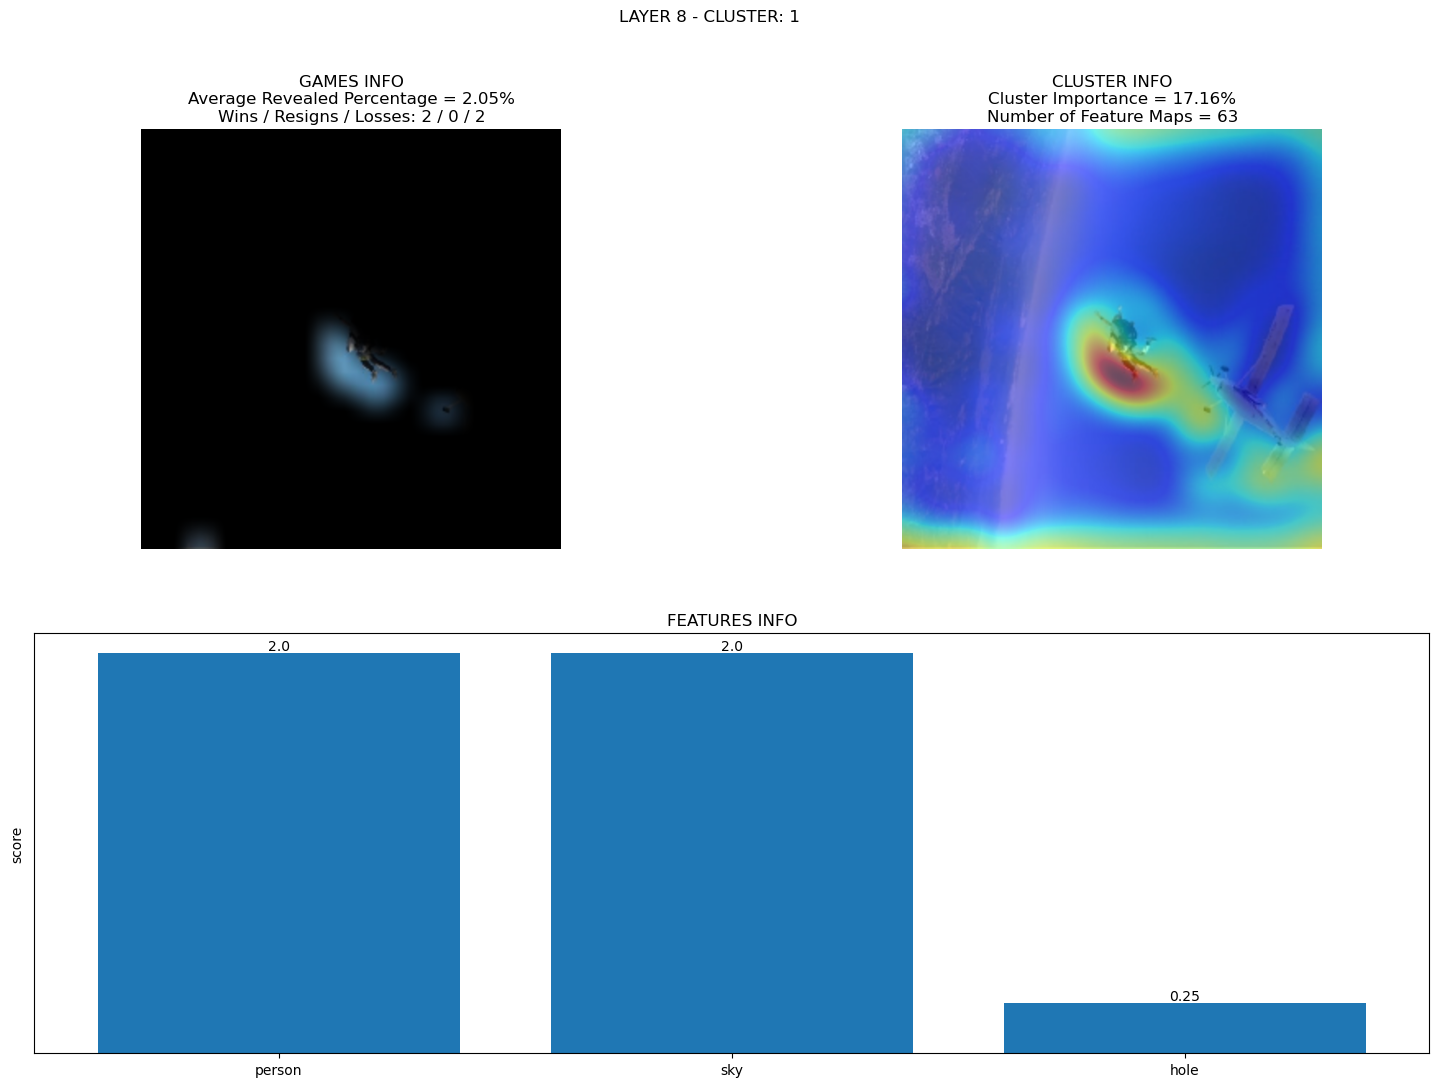 LAYER 8 - CLUSTER: 1
GAMES INFO
Average Revealed Percentage = 2.05%
Wins / Resigns / Losses: 2 / 0 / 2
CLUSTER INFO
Cluster Importance = 17.16%
Number of Feature Maps = 63
FEATURES INFO
score
2.0
2.0
0.25
person
sky
hole